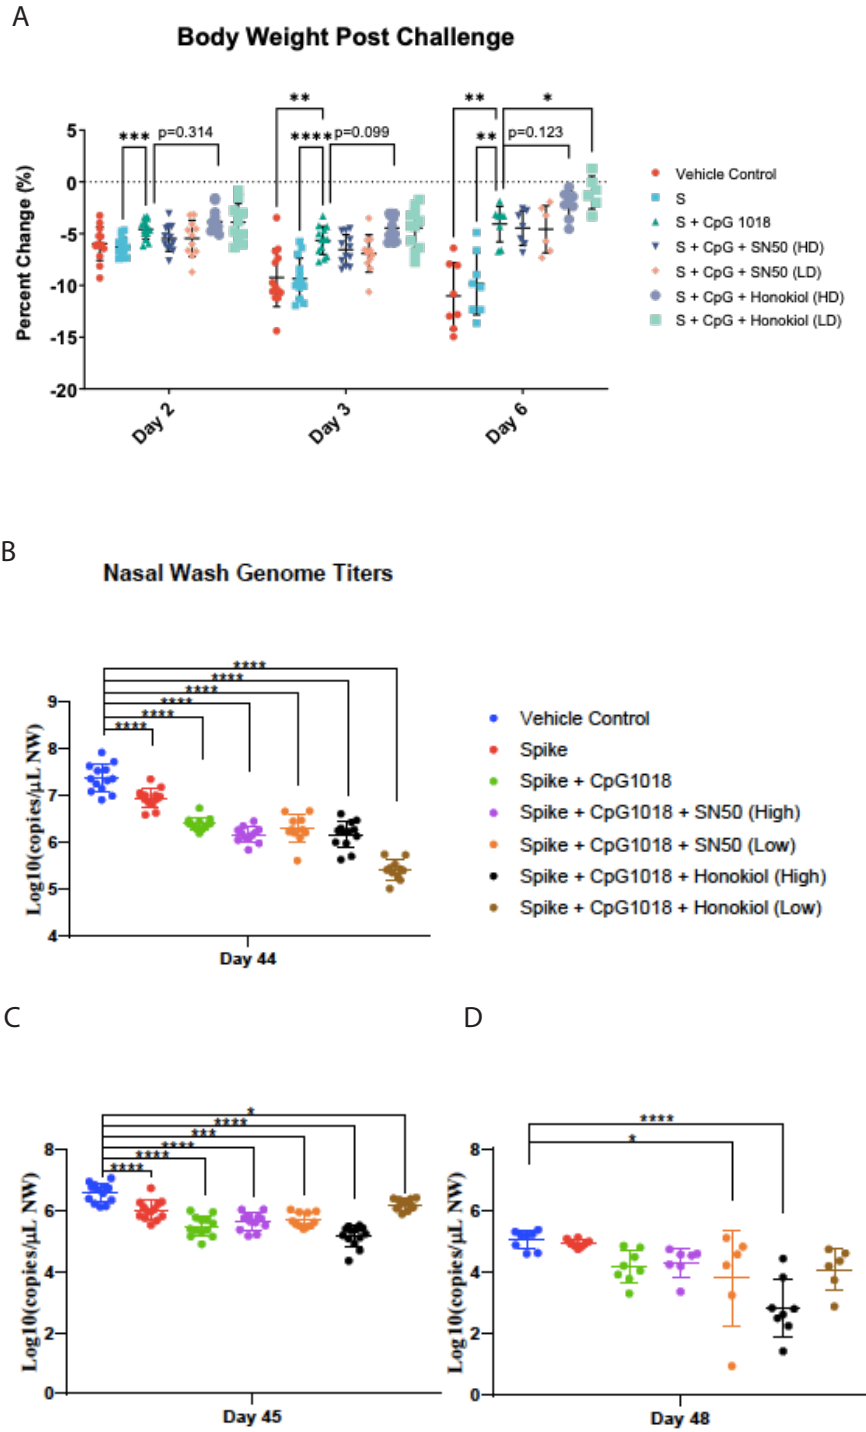 A
Body Weight Post Challenge
** ** *
*** p=0.314 **** p=0.099 ** p=0.123
Percent Change (%)
5
0
-5
-10
-15
-20
Day 2 Day 3 Day 6
Vehicle Control
S
S + CpG 1018
S + CpG + SN50 (HD)
S + CpG + SN50 (LD)
S + CpG + Honokiol (HD)
S + CpG + Honokiol (LD)
B
Nasal Wash Genome Titers
****
****
****
****
****
****
Log10(copies/µL NW)
9
8
7
6
5
4
Day 44
Vehicle Control
Spike
Spike + CpG1018
Spike + CpG1018 + SN50 (High)
Spike + CpG1018 + SN50 (Low)
Spike + CpG1018 + Honokiol (High)
Spike + CpG1018 + Honokiol (Low)
C
*
****
***
****
****
****
Log10(copies/µL NW)
8
6
4
2
0
Day 45
D
****
*
Log10(copies/µL NW)
8
6
4
2
0
Day 48